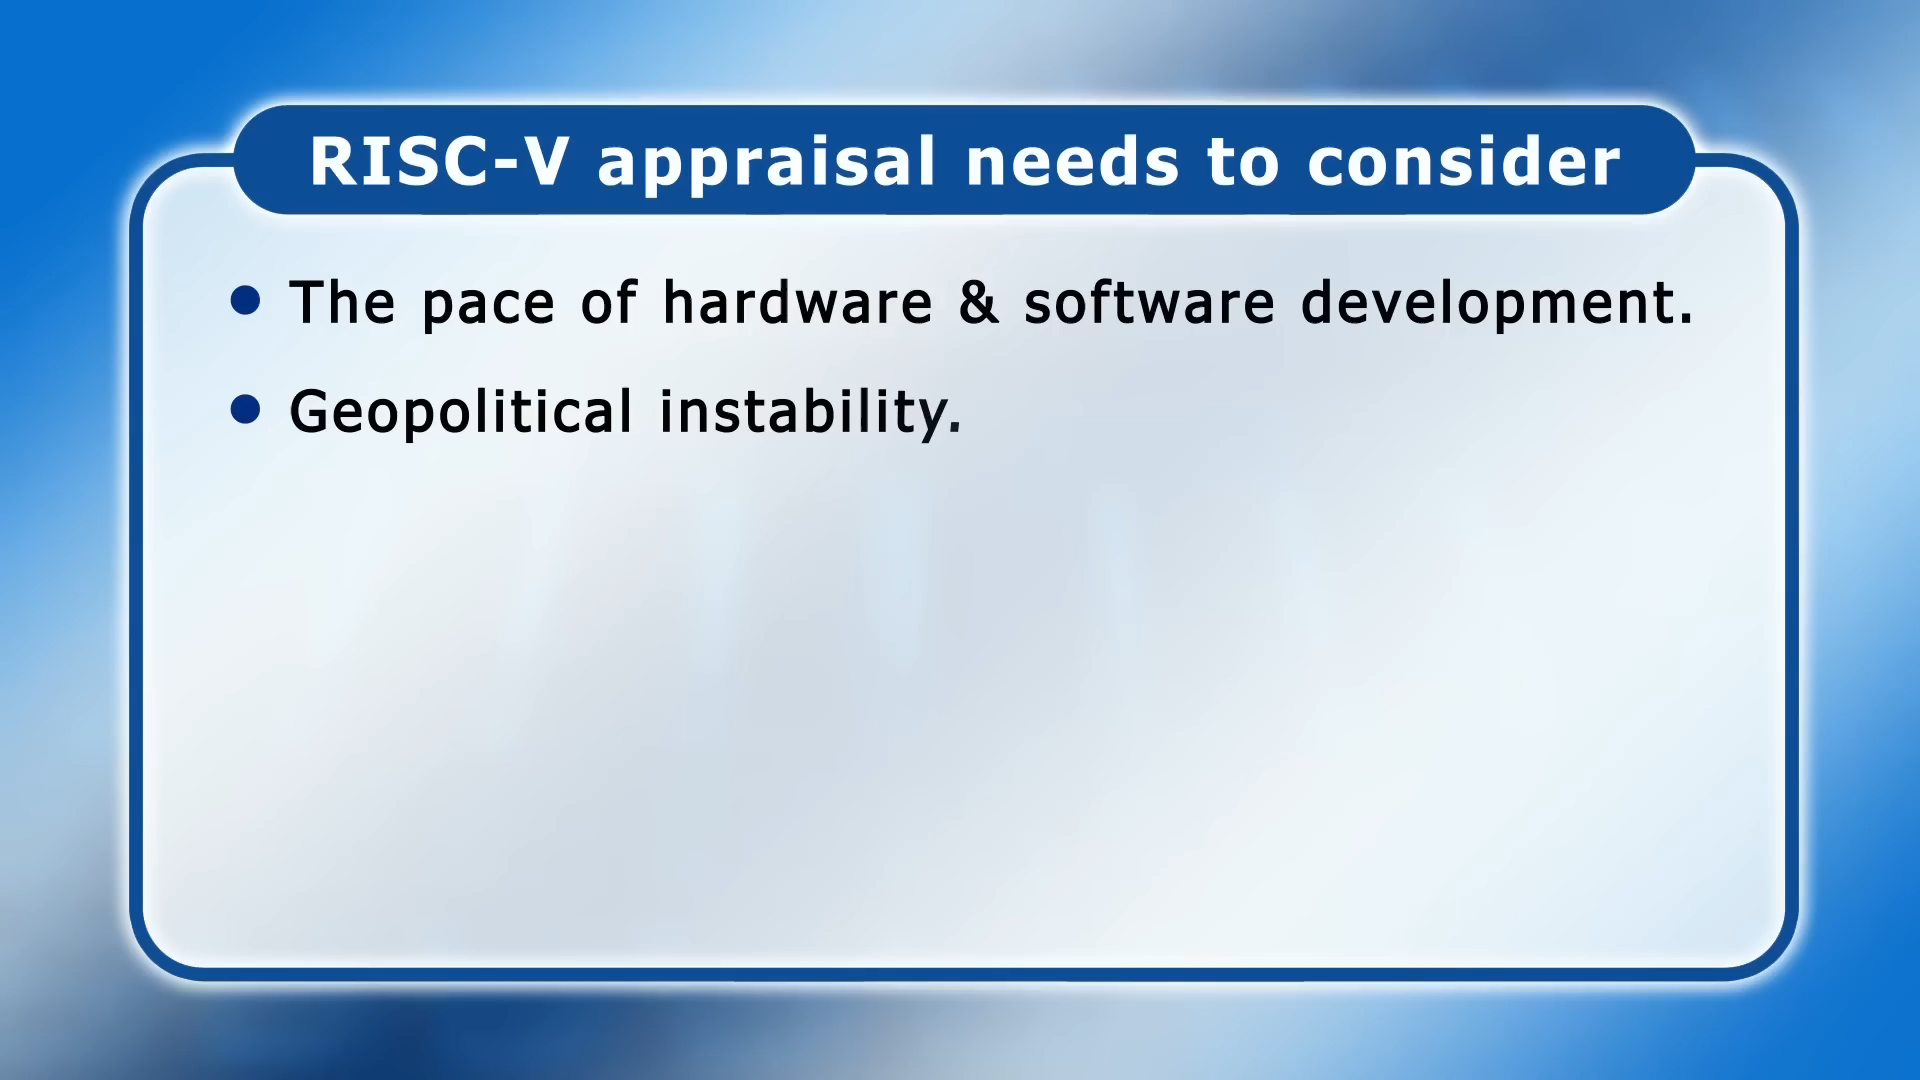 RISC-V appraisal needs to consider
• The pace of hardware & software development.
• Geopolitical instability.